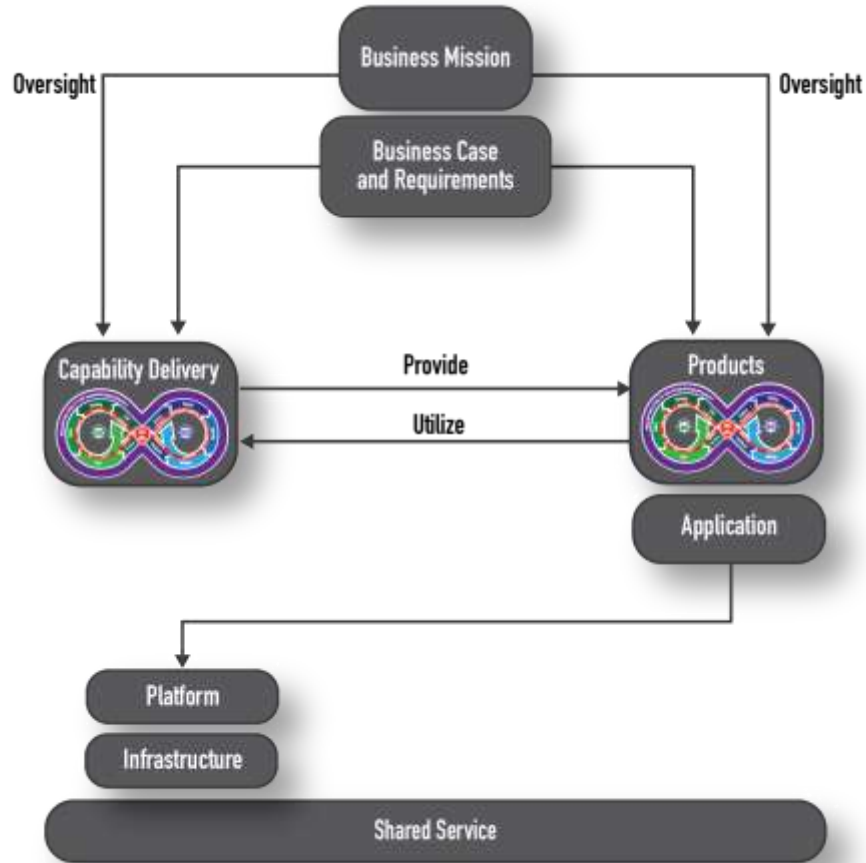 Business Mission
Oversight
Oversight
Business Case
and Requirements
Capability Delivery
Provide
Products
Utilize
Application
Platform
Infrastructure
Shared Service